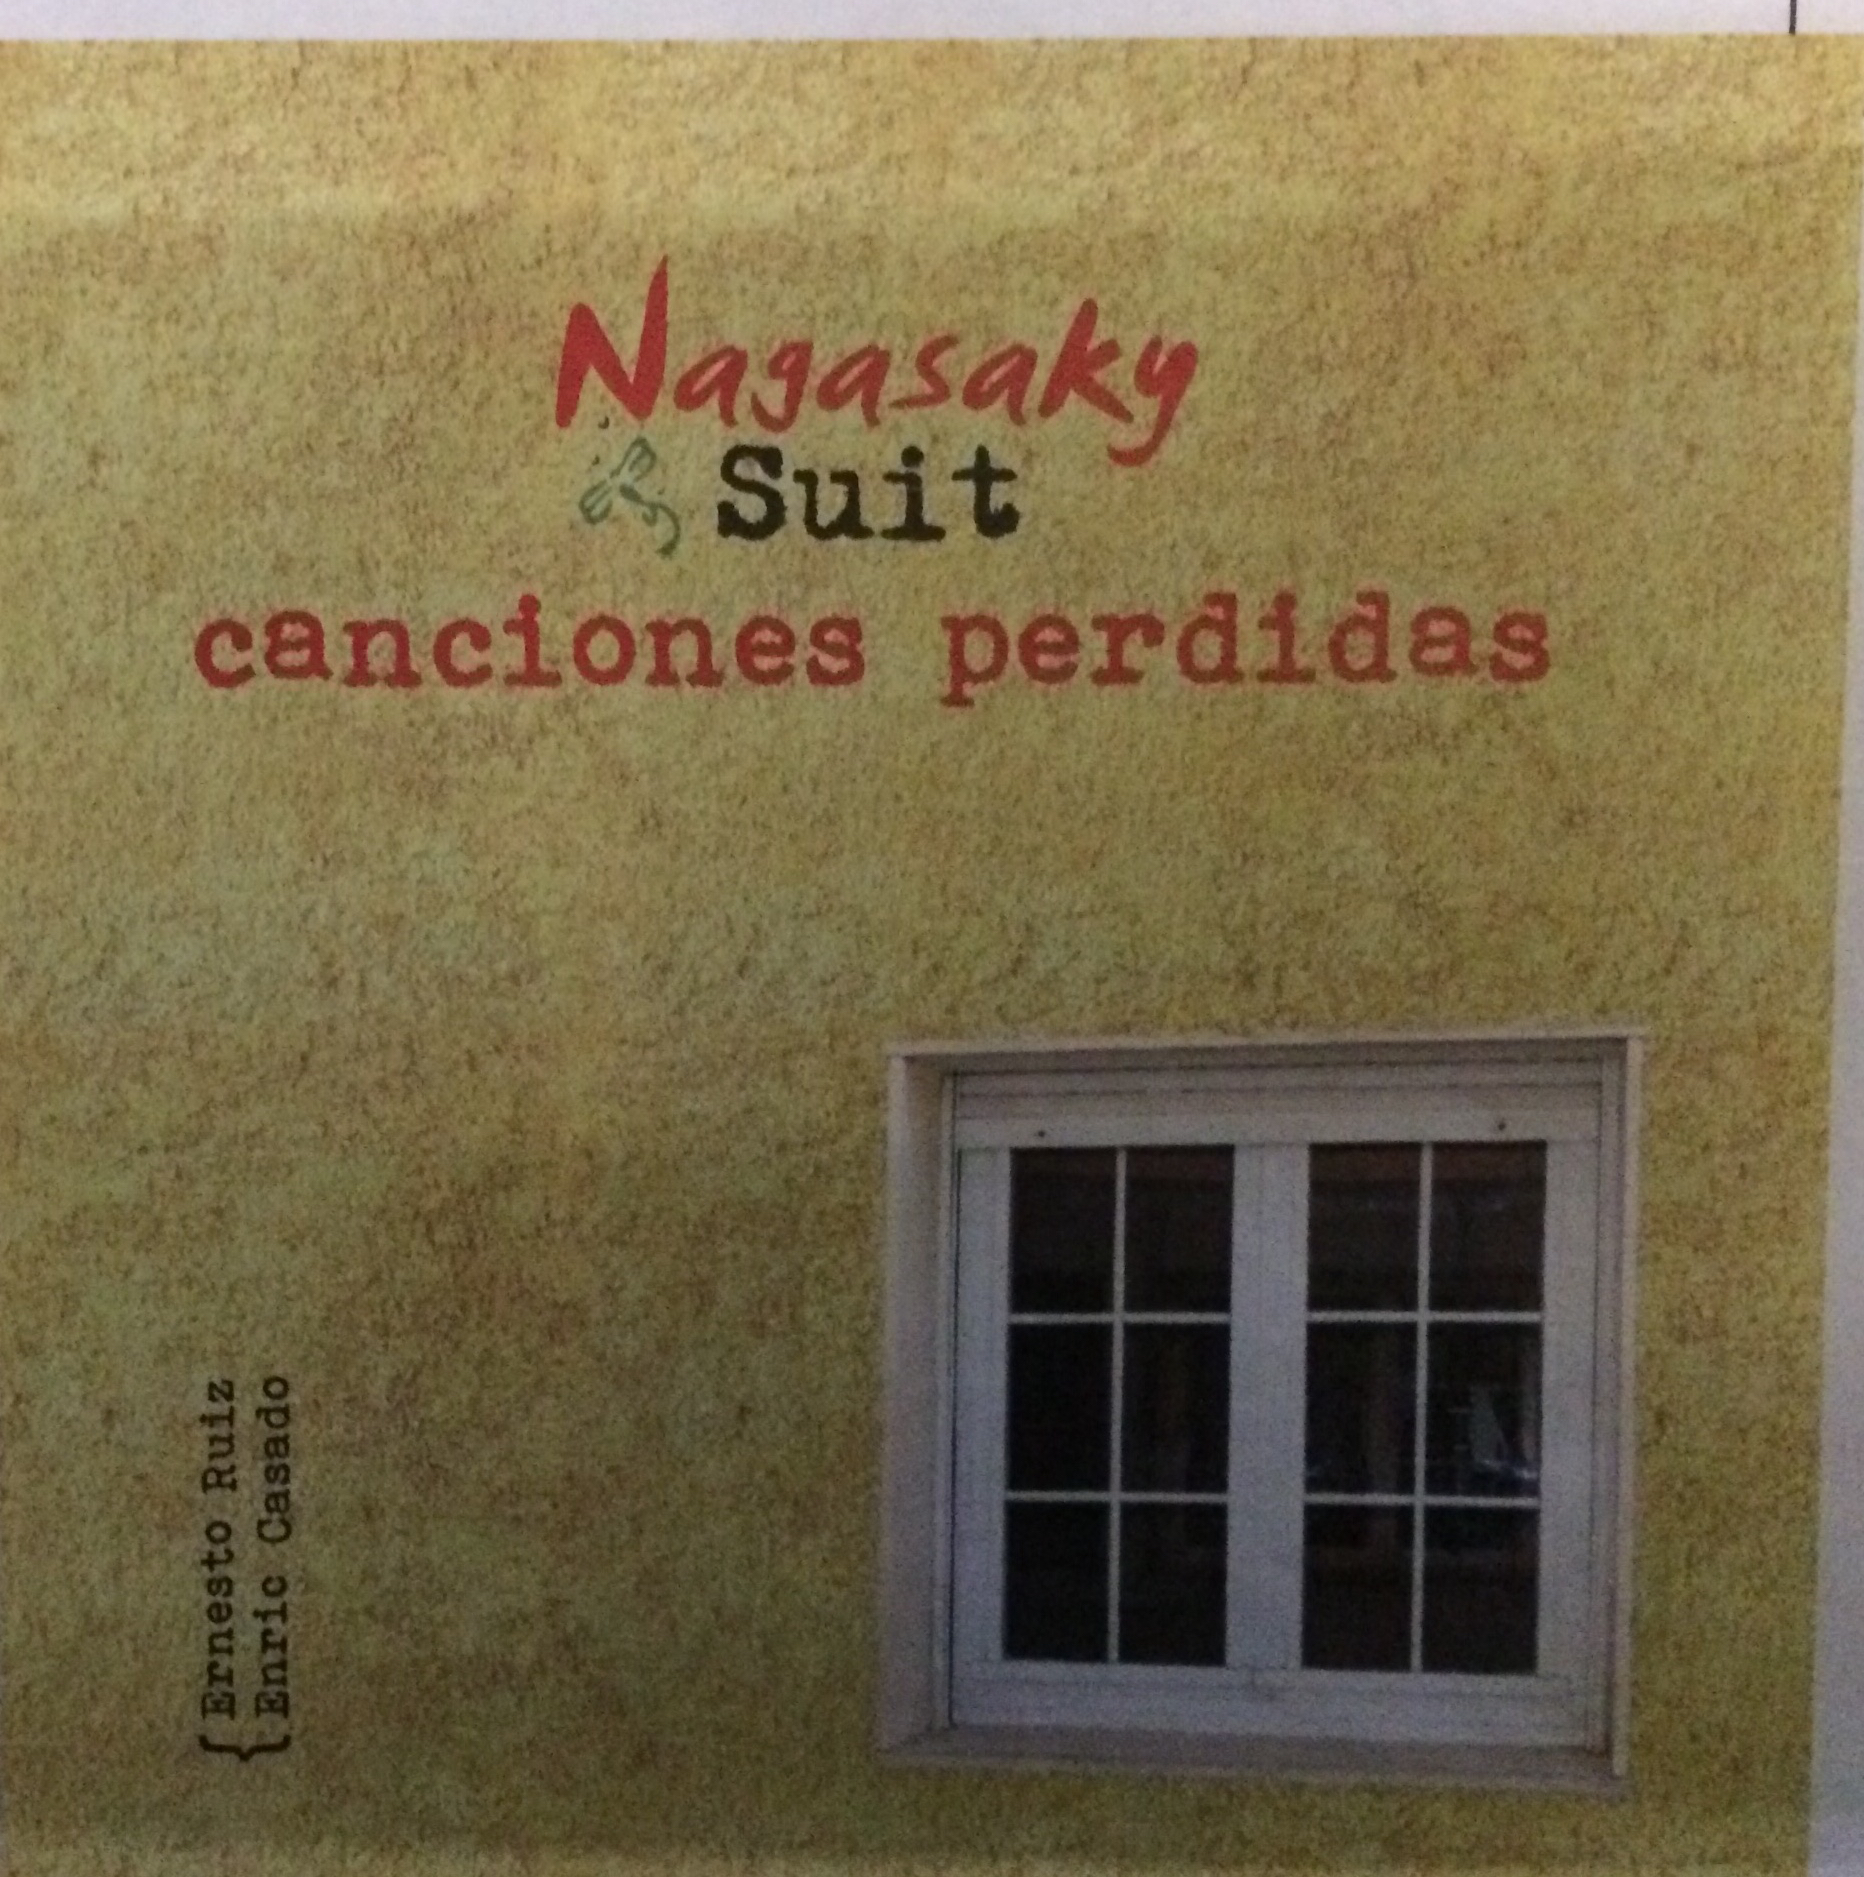 Nagasaky
Suit
canciones perdidas
{Ernesto Ruiz
Enric Casado